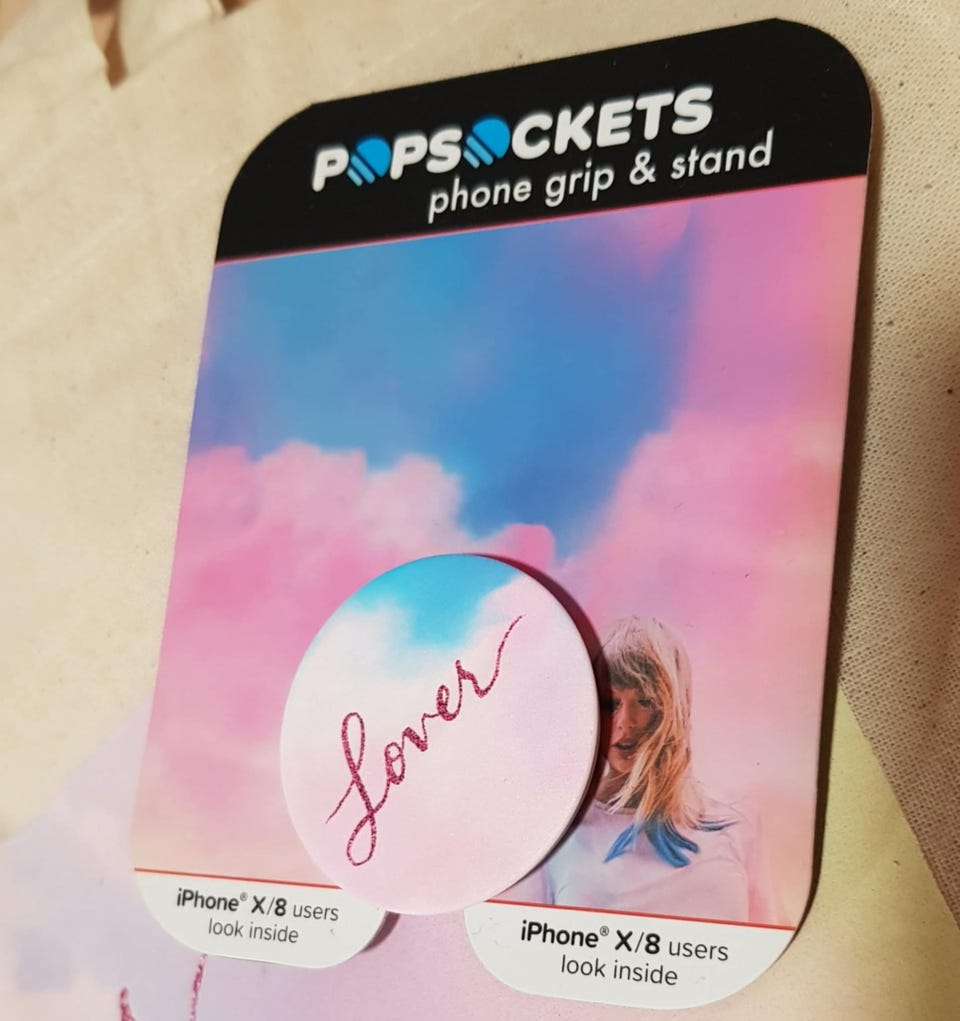 POPSOCKETS
phone grip & stand
Lover
iPhone® X/8 users
look inside
iPhone® X/8 users
look inside